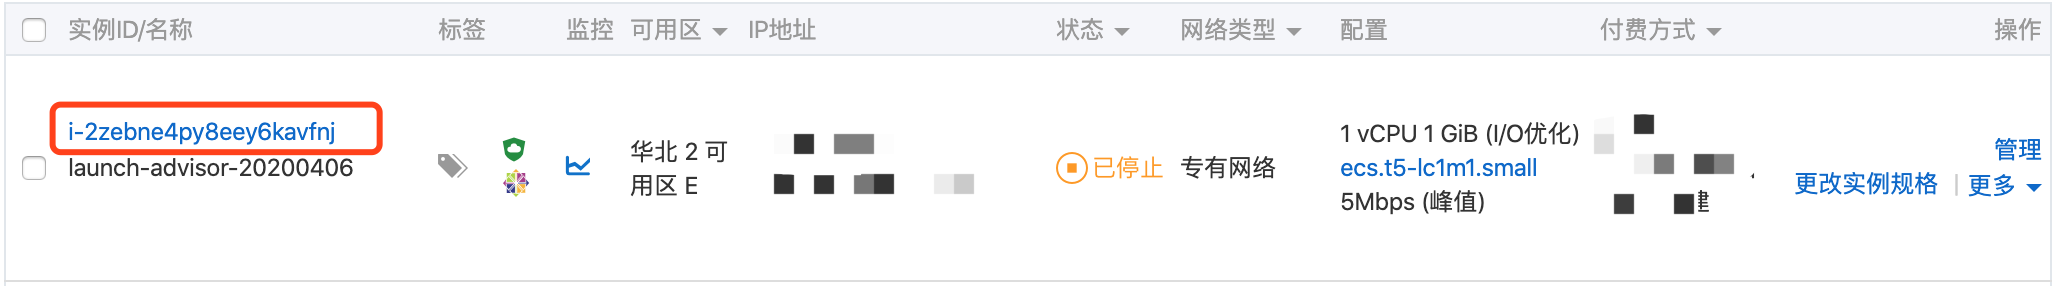 实例ID/名称 标签 监控 可用区 IP地址 状态 网络类型 配置 付费方式 操作
i-2zebne4py8eey6kavfnj
launch-advisor-20200406
华北 2 可
用区 E
已停止
专有网络
1 vCPU 1 GiB (I/O优化)
ecs.t5-lc1m1.small
5Mbps (峰值)
管理
更改实例规格 | 更多